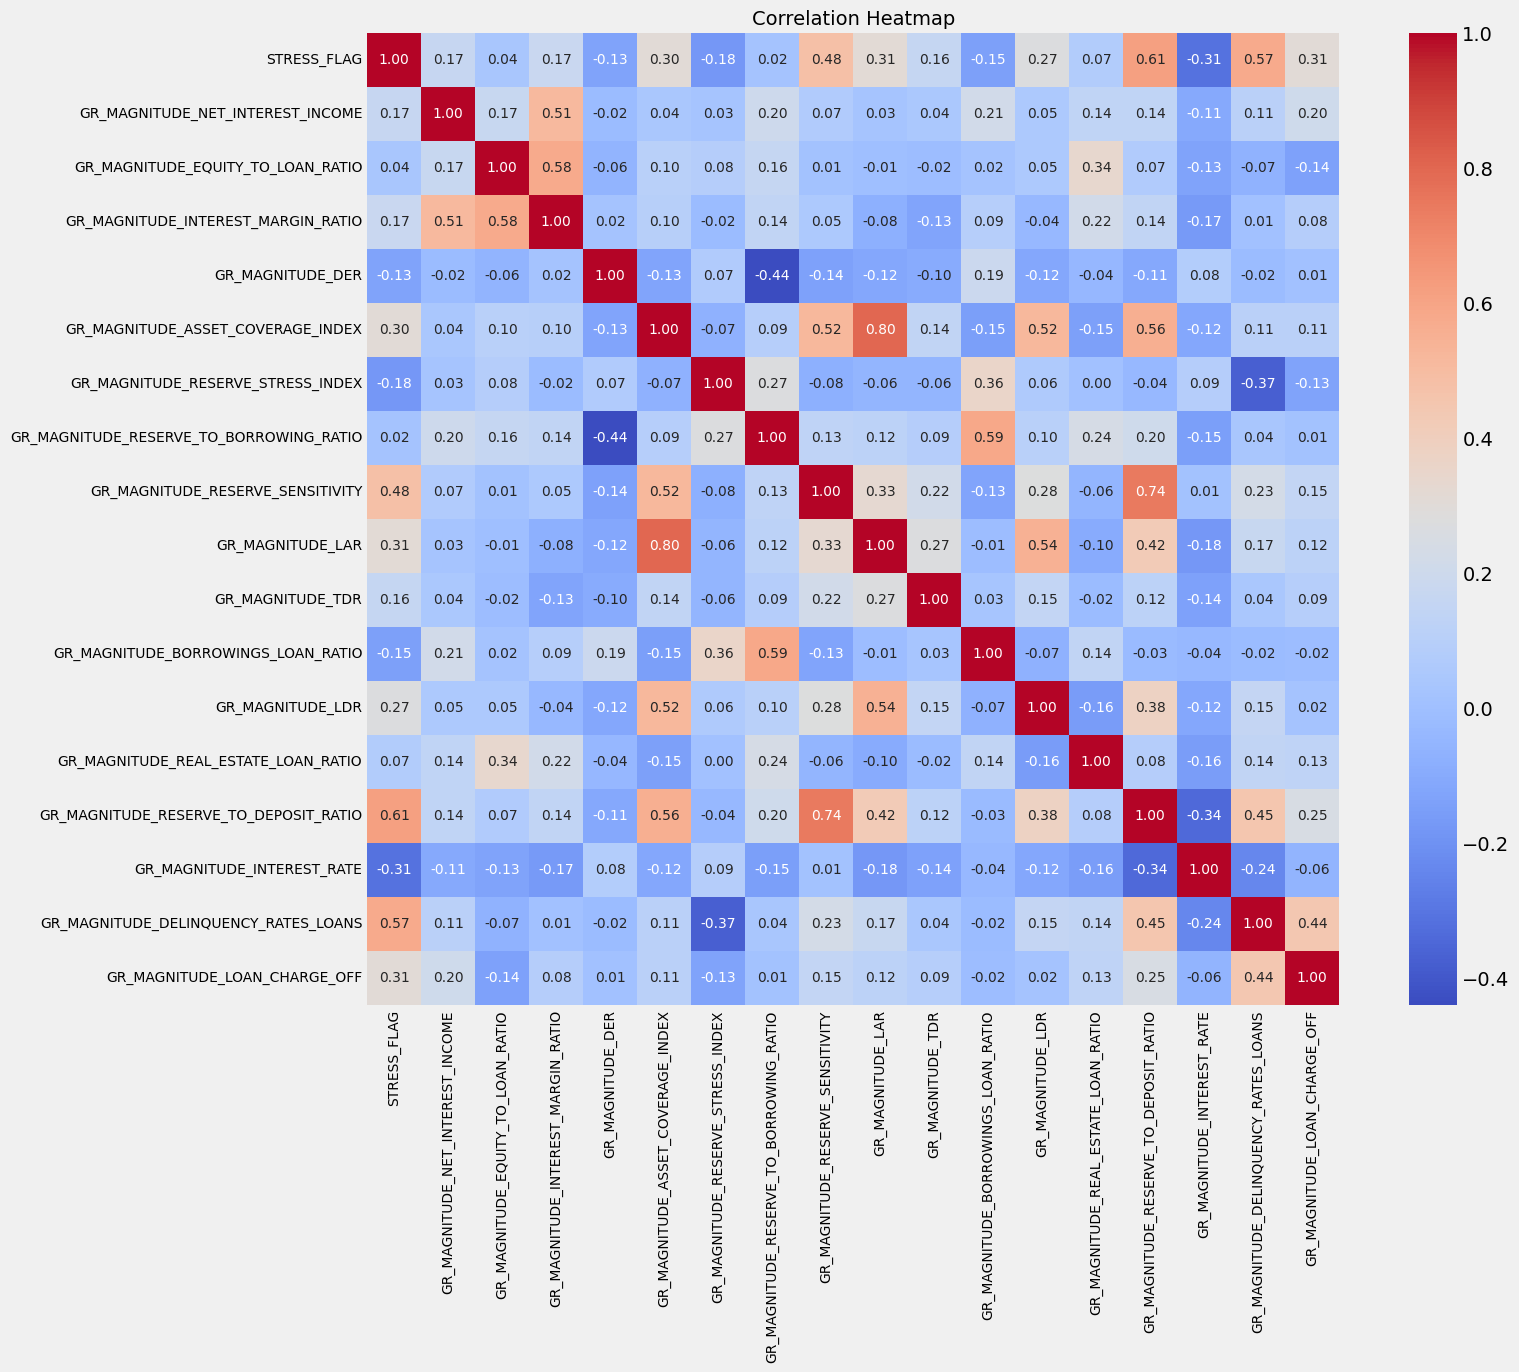 Correlation Heatmap
STRESS_FLAG 1.00 0.17 0.04 0.17 -0.13 0.30 -0.18 0.02 0.48 0.31 0.16 -0.15 0.27 0.07 0.61 -0.31 0.57 0.31
GR_MAGNITUDE_NET_INTEREST_INCOME 0.17 1.00 0.17 0.51 -0.02 0.04 0.03 0.20 0.07 0.03 0.04 0.21 0.05 0.14 0.14 -0.11 0.11 0.20
GR_MAGNITUDE_EQUITY_TO_LOAN_RATIO 0.04 0.17 1.00 0.58 -0.06 0.10 0.08 0.16 0.01 -0.01 -0.02 0.02 0.05 0.34 0.07 -0.13 -0.07 -0.14
GR_MAGNITUDE_INTEREST_MARGIN_RATIO 0.17 0.51 0.58 1.00 0.02 0.10 -0.02 0.14 0.05 -0.08 -0.13 0.09 -0.04 0.22 0.14 -0.17 0.01 0.08
GR_MAGNITUDE_DER -0.13 -0.02 -0.06 0.02 1.00 -0.13 0.07 -0.44 -0.14 -0.12 -0.10 0.19 -0.12 -0.04 -0.11 0.08 -0.02 0.01
GR_MAGNITUDE_ASSET_COVERAGE_INDEX 0.30 0.04 0.10 0.10 -0.13 1.00 -0.07 0.09 0.52 0.80 0.14 -0.15 0.52 -0.15 0.56 -0.12 0.11 0.11
GR_MAGNITUDE_RESERVE_STRESS_INDEX -0.18 0.03 0.08 -0.02 0.07 -0.07 1.00 0.27 -0.08 -0.06 -0.06 0.36 0.06 0.00 -0.04 0.09 -0.37 -0.13
GR_MAGNITUDE_RESERVE_TO_BORROWING_RATIO 0.02 0.20 0.16 0.14 -0.44 0.09 0.27 1.00 0.13 0.12 0.09 0.59 0.10 0.24 0.20 -0.15 0.04 0.01
GR_MAGNITUDE_RESERVE_SENSITIVITY 0.48 0.07 0.01 0.05 -0.14 0.52 -0.08 0.13 1.00 0.33 0.22 -0.13 0.28 -0.06 0.74 0.01 0.23 0.15
GR_MAGNITUDE_LAR 0.31 0.03 -0.01 -0.08 -0.12 0.80 -0.06 0.12 0.33 1.00 0.27 -0.01 0.54 -0.10 0.42 -0.18 0.17 0.12
GR_MAGNITUDE_TDR 0.16 0.04 -0.02 -0.13 -0.10 0.14 -0.06 0.09 0.22 0.27 1.00 0.03 0.15 -0.02 0.12 -0.14 0.04 0.09
GR_MAGNITUDE_BORROWINGS_LOAN_RATIO -0.15 0.21 0.02 0.09 0.19 -0.15 0.36 0.59 -0.13 -0.01 0.03 1.00 -0.07 0.14 -0.03 -0.04 -0.02 -0.02
GR_MAGNITUDE_LDR 0.27 0.05 0.05 -0.04 -0.12 0.52 0.06 0.10 0.28 0.54 0.15 -0.07 1.00 -0.16 0.38 -0.12 0.15 0.02
GR_MAGNITUDE_REAL_ESTATE_LOAN_RATIO 0.07 0.14 0.34 0.22 -0.04 -0.15 0.00 0.24 -0.06 -0.10 -0.02 0.14 -0.16 1.00 0.08 -0.16 0.14 0.13
GR_MAGNITUDE_RESERVE_TO_DEPOSIT_RATIO 0.61 0.14 0.07 0.14 -0.11 0.56 -0.04 0.20 0.74 0.42 0.12 -0.03 0.38 0.08 1.00 -0.34 0.45 0.25
GR_MAGNITUDE_INTEREST_RATE -0.31 -0.11 -0.13 -0.17 0.08 -0.12 0.09 -0.15 0.01 -0.18 -0.14 -0.04 -0.12 -0.16 -0.34 1.00 -0.24 -0.06
GR_MAGNITUDE_DELINQUENCY_RATES_LOANS 0.57 0.11 -0.07 0.01 -0.02 0.11 -0.37 0.04 0.23 0.17 0.04 -0.02 0.15 0.14 0.45 -0.24 1.00 0.44
GR_MAGNITUDE_LOAN_CHARGE_OFF 0.31 0.20 -0.14 0.08 0.01 0.11 -0.13 0.01 0.15 0.12 0.09 -0.02 0.02 0.13 0.25 -0.06 0.44 1.00
STRESS_FLAG
GR_MAGNITUDE_NET_INTEREST_INCOME
GR_MAGNITUDE_EQUITY_TO_LOAN_RATIO
GR_MAGNITUDE_INTEREST_MARGIN_RATIO
GR_MAGNITUDE_DER
GR_MAGNITUDE_ASSET_COVERAGE_INDEX
GR_MAGNITUDE_RESERVE_STRESS_INDEX
GR_MAGNITUDE_RESERVE_TO_BORROWING_RATIO
GR_MAGNITUDE_RESERVE_SENSITIVITY
GR_MAGNITUDE_LAR
GR_MAGNITUDE_TDR
GR_MAGNITUDE_BORROWINGS_LOAN_RATIO
GR_MAGNITUDE_LDR
GR_MAGNITUDE_REAL_ESTATE_LOAN_RATIO
GR_MAGNITUDE_RESERVE_TO_DEPOSIT_RATIO
GR_MAGNITUDE_INTEREST_RATE
GR_MAGNITUDE_DELINQUENCY_RATES_LOANS
GR_MAGNITUDE_LOAN_CHARGE_OFF
1.0
0.8
0.6
0.4
0.2
0.0
−0.2
−0.4